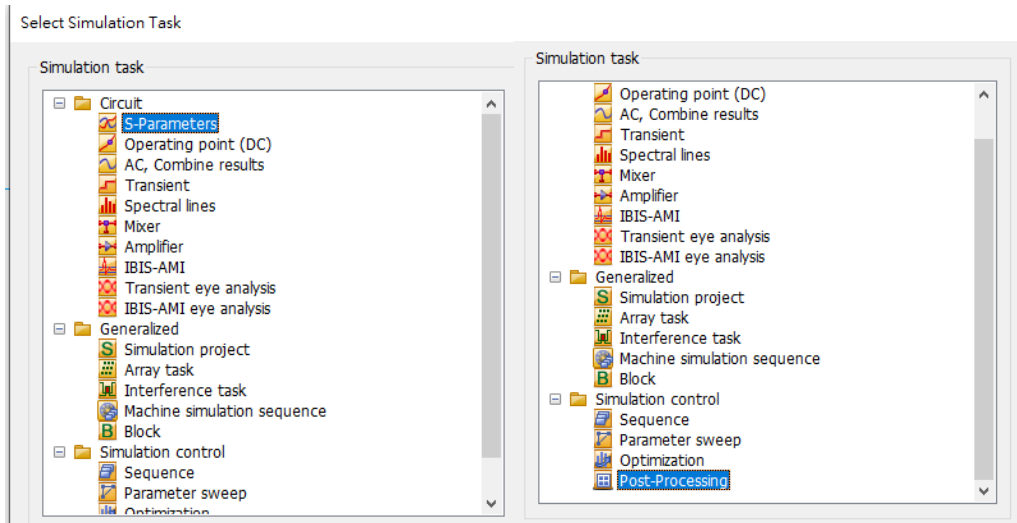 Select Simulation Task
Simulation task
Circuit
S-Parameters
Operating point (DC)
AC, Combine results
Transient
Spectral lines
Mixer
Amplifier
IBIS-AMI
Transient eye analysis
IBIS-AMI eye analysis
Generalized
Simulation project
Array task
Interference task
Machine simulation sequence
Block
Simulation control
Sequence
Parameter sweep
Optimization
Simulation task
Operating point (DC)
AC, Combine results
Transient
Spectral lines
Mixer
Amplifier
IBIS-AMI
Transient eye analysis
IBIS-AMI eye analysis
Generalized
Simulation project
Array task
Interference task
Machine simulation sequence
Block
Simulation control
Sequence
Parameter sweep
Optimization
Post-Processing